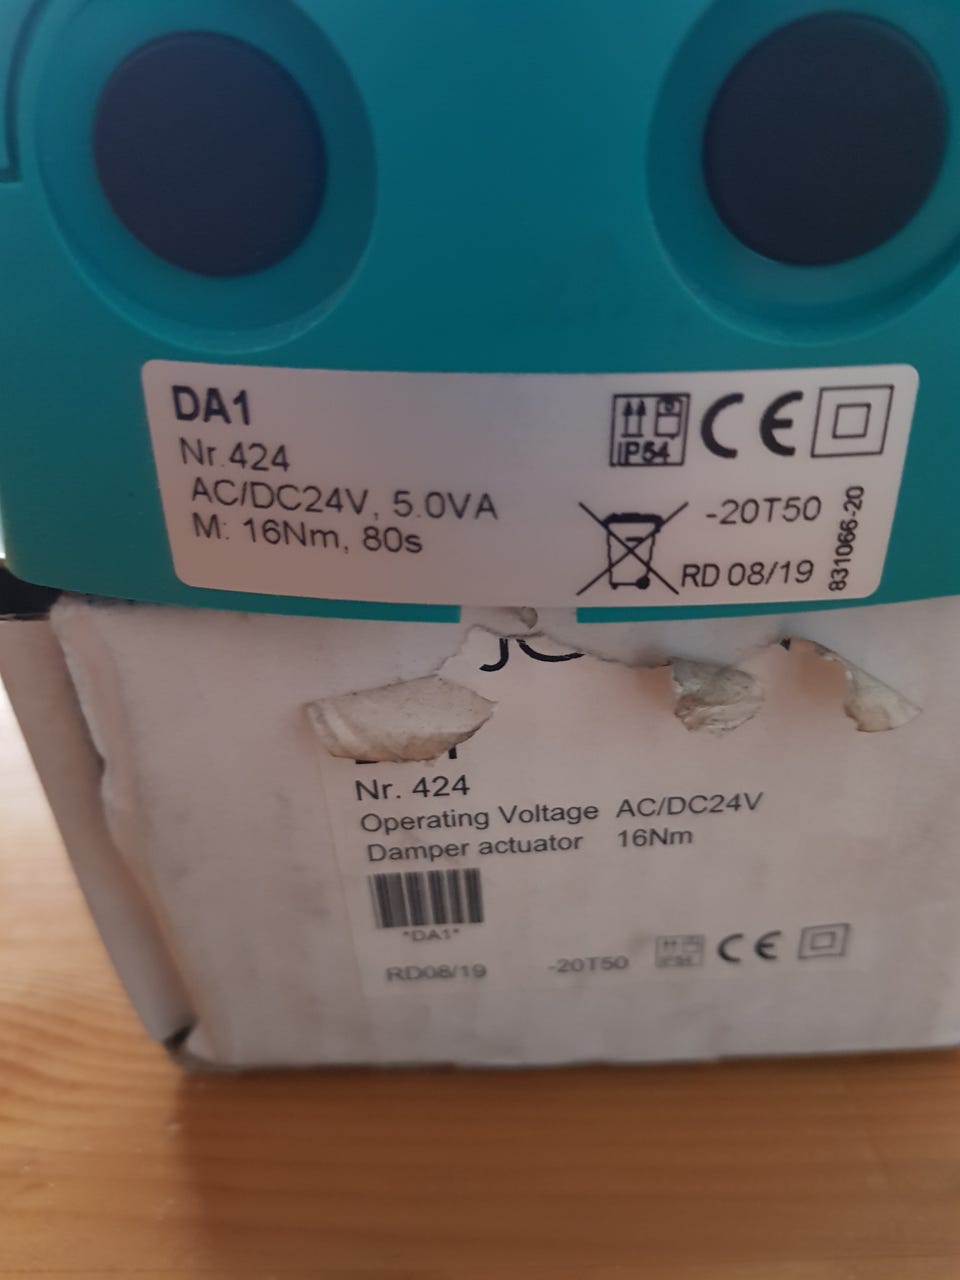 DA1
Nr.424
AC/DC24V, 5.0VA
M: 16Nm, 80s
IP54
CE
-20T50
RD 08/19
831066-20
Nr. 424
Operating Voltage AC/DC24V
Damper actuator 16Nm
*DA1*
RD08/19 -20T50 IP54 CE